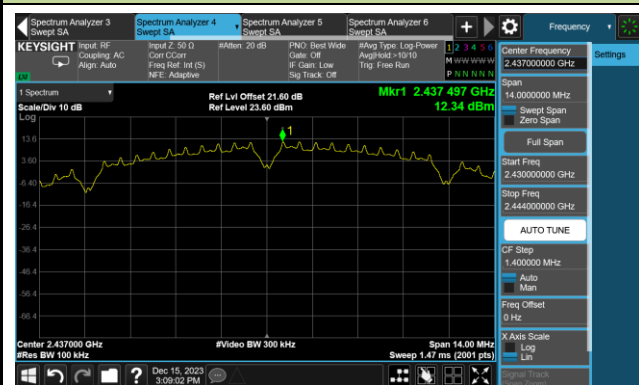 Spectrum Analyzer 3
Swept SA
Spectrum Analyzer 4
Swept SA
Spectrum Analyzer 5
Swept SA
Spectrum Analyzer 6
Swept SA
Frequency
KEYSIGHT
Input: RF
Coupling: AC
Align: Auto
Input Z: 50 Ω
Corr CCorr
Freq Ref: Int (S)
NFE: Adaptive
#Atten: 20 dB
PNO: Best Wide
Gate: Off
IF Gain: Low
Sig Track: Off
#Avg Type: Log-Power
Avg|Hold:>10/10
Trig: Free Run
1 2 3 4 5 6
M W W W W W
P N N N N N
LV
Center Frequency
2.437000000 GHz
Settings
Span
14.0000000 MHz
Swept Span
Zero Span
Full Span
Start Freq
2.430000000 GHz
Stop Freq
2.444000000 GHz
AUTO TUNE
CF Step
1.400000 MHz
Auto
Man
Freq Offset
0 Hz
X Axis Scale
Log
Lin
Signal Track
1 Spectrum
Scale/Div 10 dB
Log
Ref Lvl Offset 21.60 dB
Ref Level 23.60 dBm
Mkr1 2.437 497 GHz
12.34 dBm
1
13.6
3.60
-6.40
-16.4
-26.4
-36.4
-46.4
-56.4
-66.4
Center 2.437000 GHz
#Res BW 100 kHz
#Video BW 300 kHz
Span 14.00 MHz
Sweep 1.47 ms (2001 pts)
Dec 15, 2023
3:09:02 PM